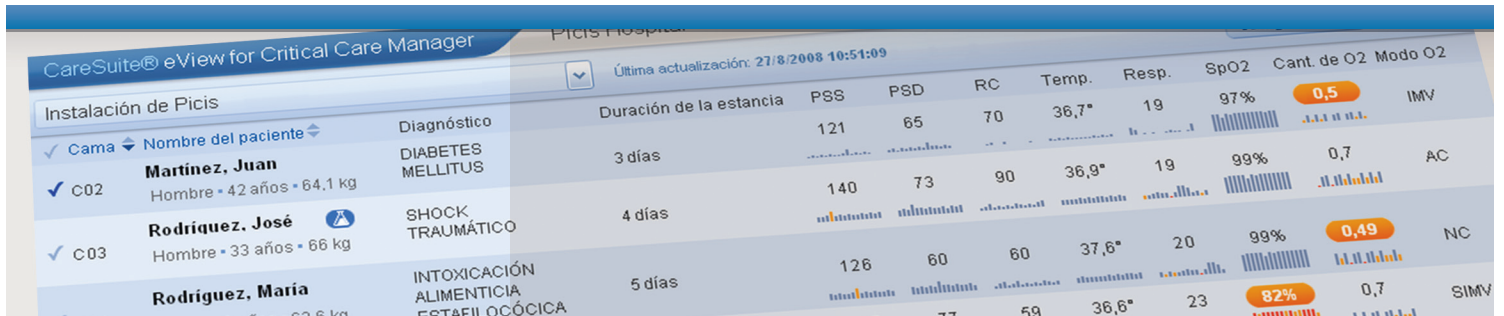 CareSuite® eView for Critical Care Manager
Picis Hospital
Instalación de Picis
Última actualización: 27/8/2008 10:51:09
Cama Nombre del paciente Diagnóstico Duración de la estancia PSS PSD RC Temp. Resp. SpO2 Cant. de O2 Modo O2
C02 Martínez, Juan DIABETES 3 días 121 65 70 36,7° 19 97% 0,5 IMV
Hombre ▪ 42 años ▪ 64,1 kg MELLITUS
C03 Rodríquez, José SHOCK 4 días 140 73 90 36,9° 19 99% 0,7 AC
Hombre ▪ 33 años ▪ 66 kg TRAUMÁTICO
Rodríguez, María INTOXICACIÓN 5 días 126 60 60 37,6° 20 99% 0,49 NC
ALIMENTICIA
ESTAFILOCÓCICA
77 59 36,6° 23 82% 0,7 SIMV